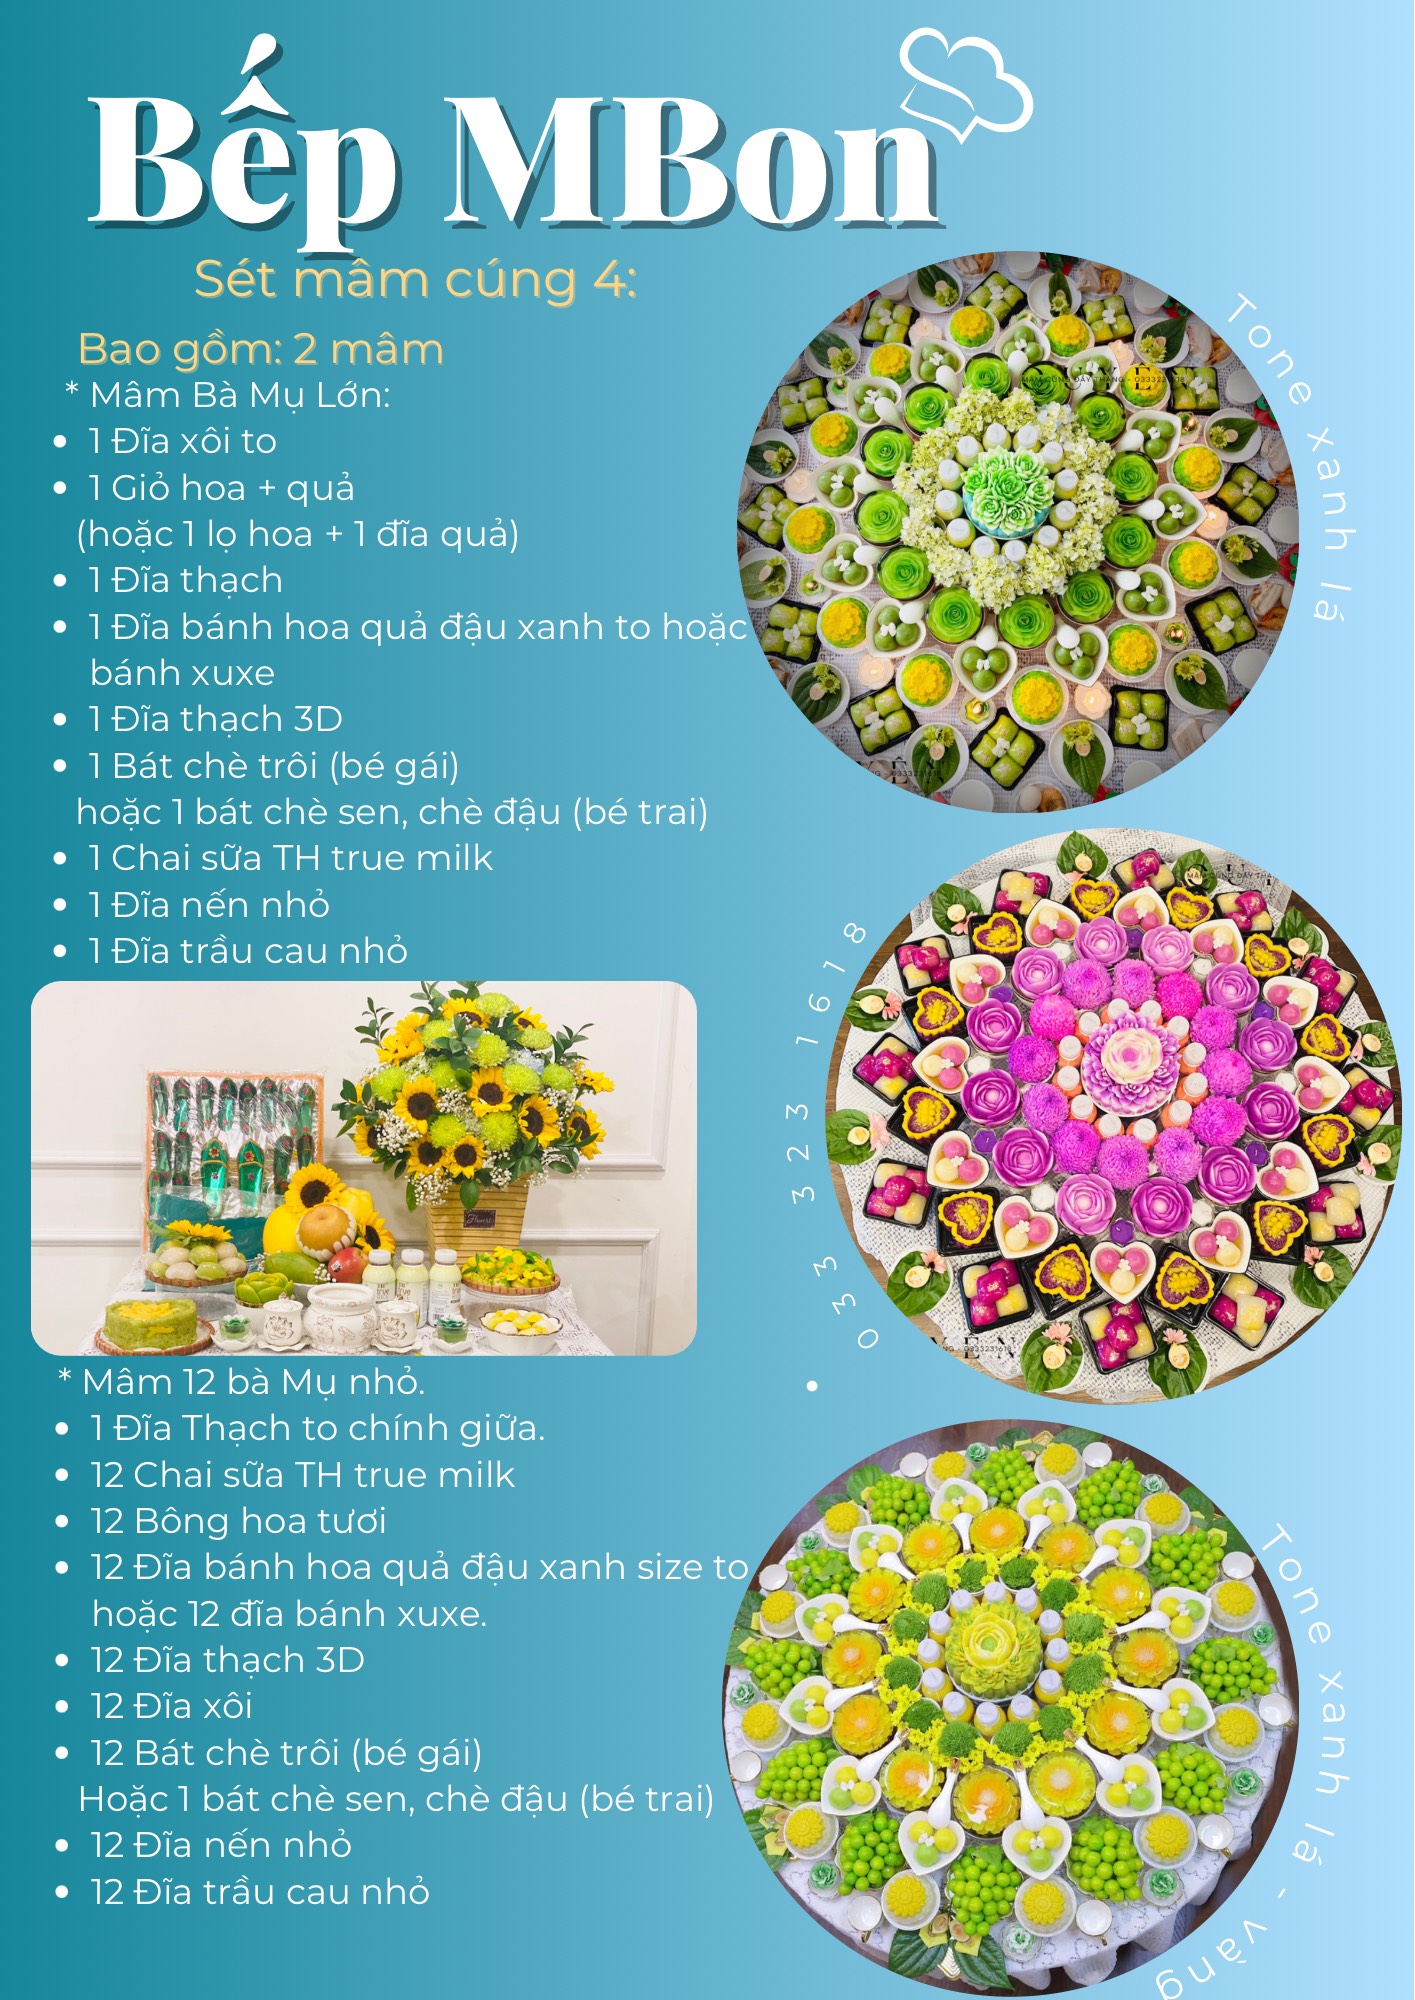 Bếp MBon
Sét mâm cúng 4:
Bao gồm: 2 mâm
* Mâm Bà Mụ Lớn:
• 1 Đĩa xôi to
• 1 Giỏ hoa + quả
(hoặc 1 lọ hoa + 1 đĩa quả)
• 1 Đĩa thạch
• 1 Đĩa bánh hoa quả đậu xanh to hoặc
bánh xuxe
• 1 Đĩa thạch 3D
• 1 Bát chè trôi (bé gái)
hoặc 1 bát chè sen, chè đậu (bé trai)
• 1 Chai sữa TH true milk
• 1 Đĩa nến nhỏ
• 1 Đĩa trầu cau nhỏ
* Mâm 12 bà Mụ nhỏ.
• 1 Đĩa Thạch to chính giữa.
• 12 Chai sữa TH true milk
• 12 Bông hoa tươi
• 12 Đĩa bánh hoa quả đậu xanh size to
hoặc 12 đĩa bánh xuxe.
• 12 Đĩa thạch 3D
• 12 Đĩa xôi
• 12 Bát chè trôi (bé gái)
Hoặc 1 bát chè sen, chè đậu (bé trai)
• 12 Đĩa nến nhỏ
• 12 Đĩa trầu cau nhỏ
Tone xanh lá
MÂM CÚNG ĐẦY THÁNG - 0333231618
• 033 323 1618
Tone xanh lá - vàng